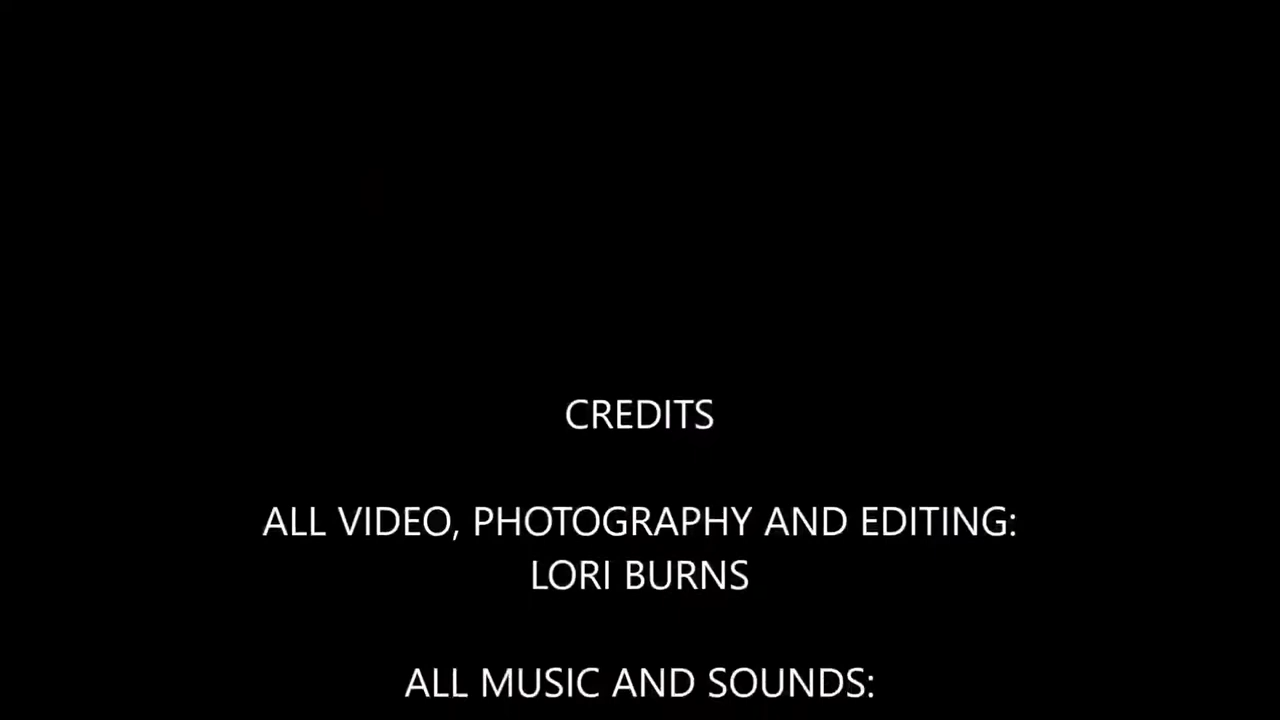 CREDITS
ALL VIDEO, PHOTOGRAPHY AND EDITING:
LORI BURNS
ALL MUSIC AND SOUNDS: